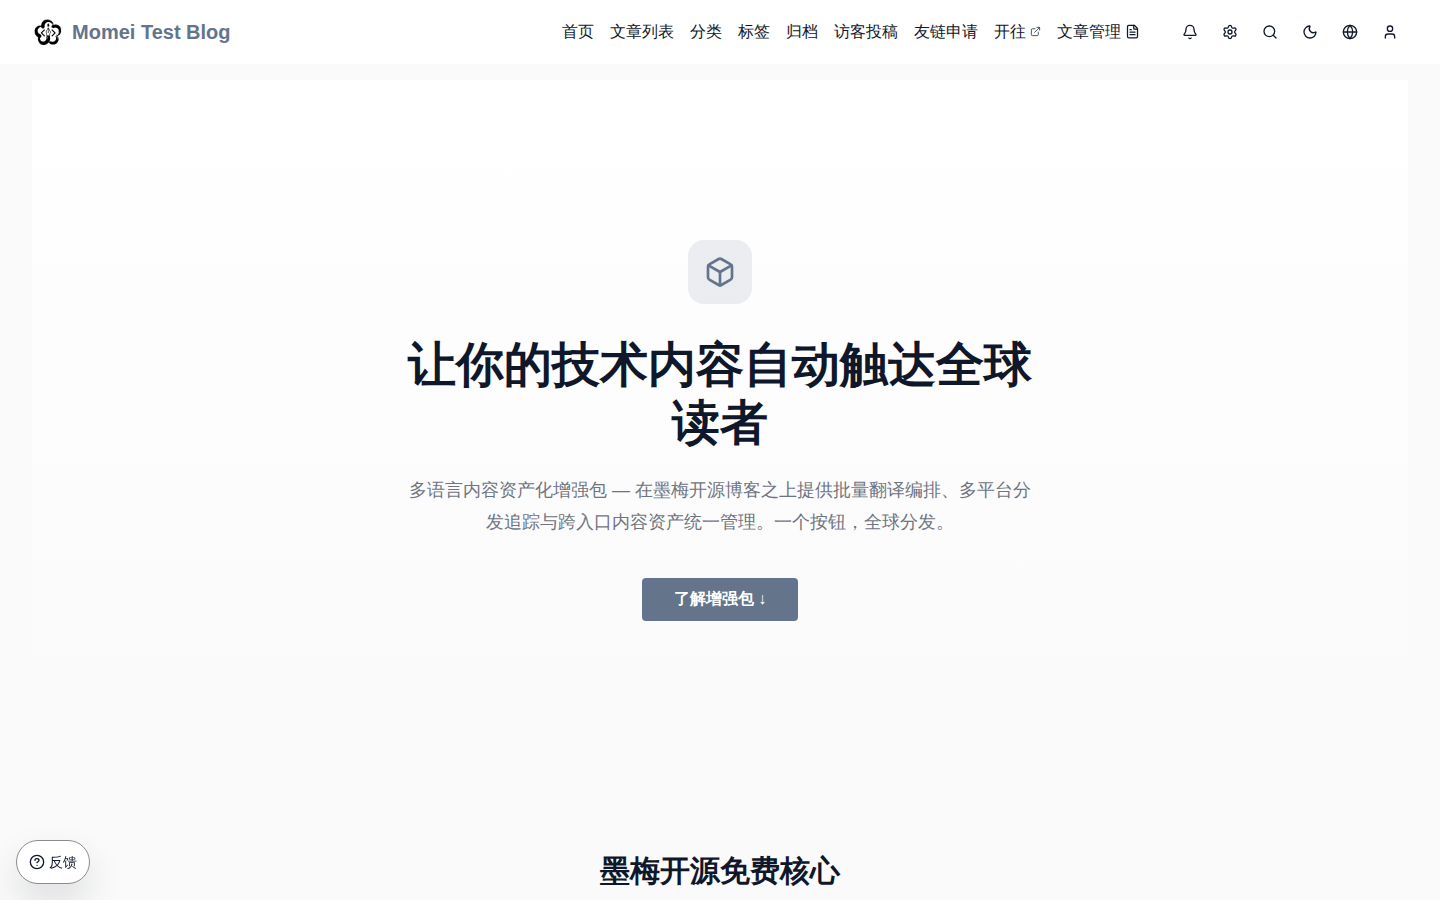 Momei Test Blog
首页 文章列表 分类 标签 归档 访客投稿 友链申请 开往 文章管理
让你的技术内容自动触达全球
读者
多语言内容资产化增强包 — 在墨梅开源博客之上提供批量翻译编排、多平台分
发追踪与跨入口内容资产统一管理。一个按钮，全球分发。
了解增强包 ↓
墨梅开源免费核心
反馈